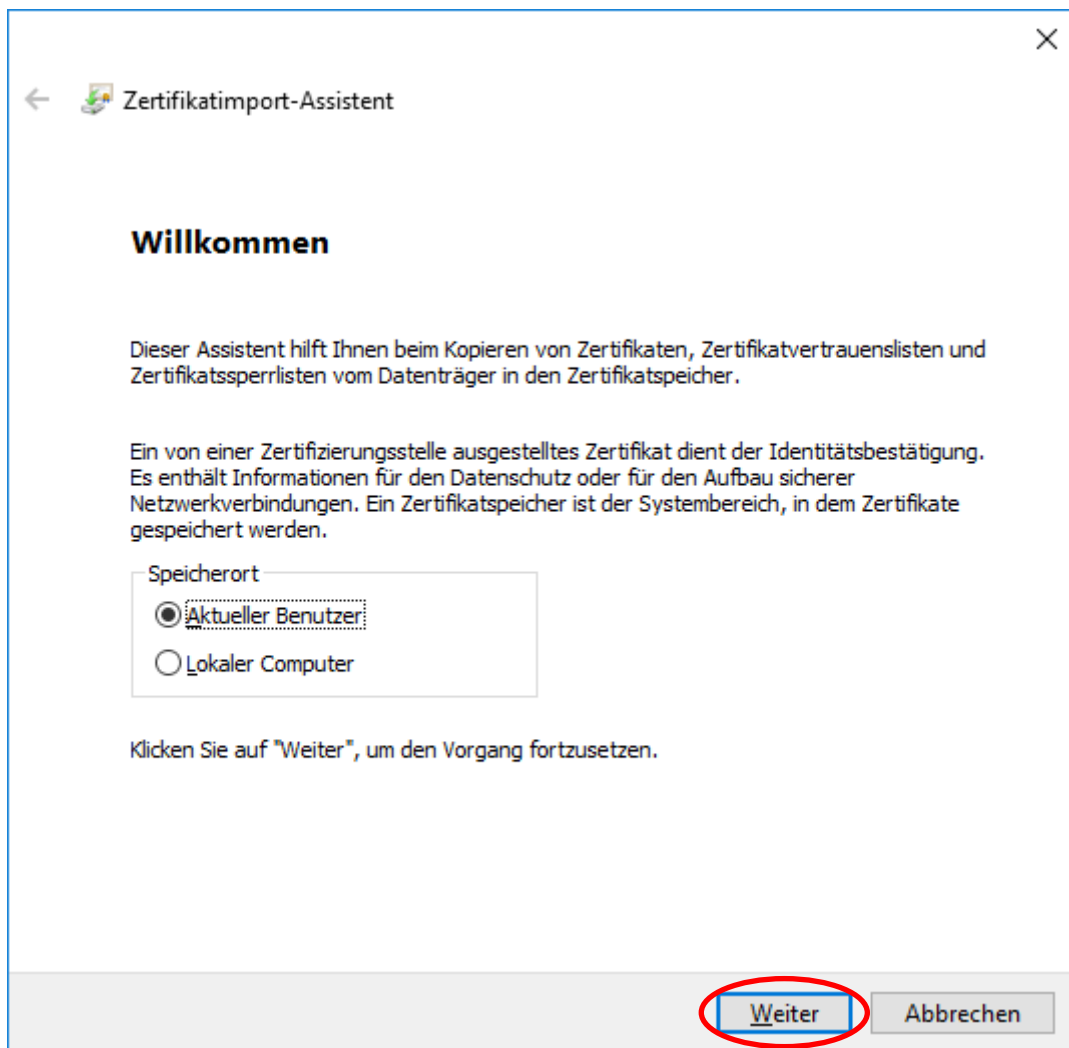 Zertifikatimport-Assistent
Willkommen
Dieser Assistent hilft Ihnen beim Kopieren von Zertifikaten, Zertifikatvertrauenslisten und
Zertifikatssperrlisten vom Datenträger in den Zertifikatspeicher.
Ein von einer Zertifizierungsstelle ausgestelltes Zertifikat dient der Identitätsbestätigung.
Es enthält Informationen für den Datenschutz oder für den Aufbau sicherer
Netzwerkverbindungen. Ein Zertifikatspeicher ist der Systembereich, in dem Zertifikate
gespeichert werden.
Speicherort
Aktueller Benutzer
Lokaler Computer
Klicken Sie auf "Weiter", um den Vorgang fortzusetzen.
Weiter Abbrechen